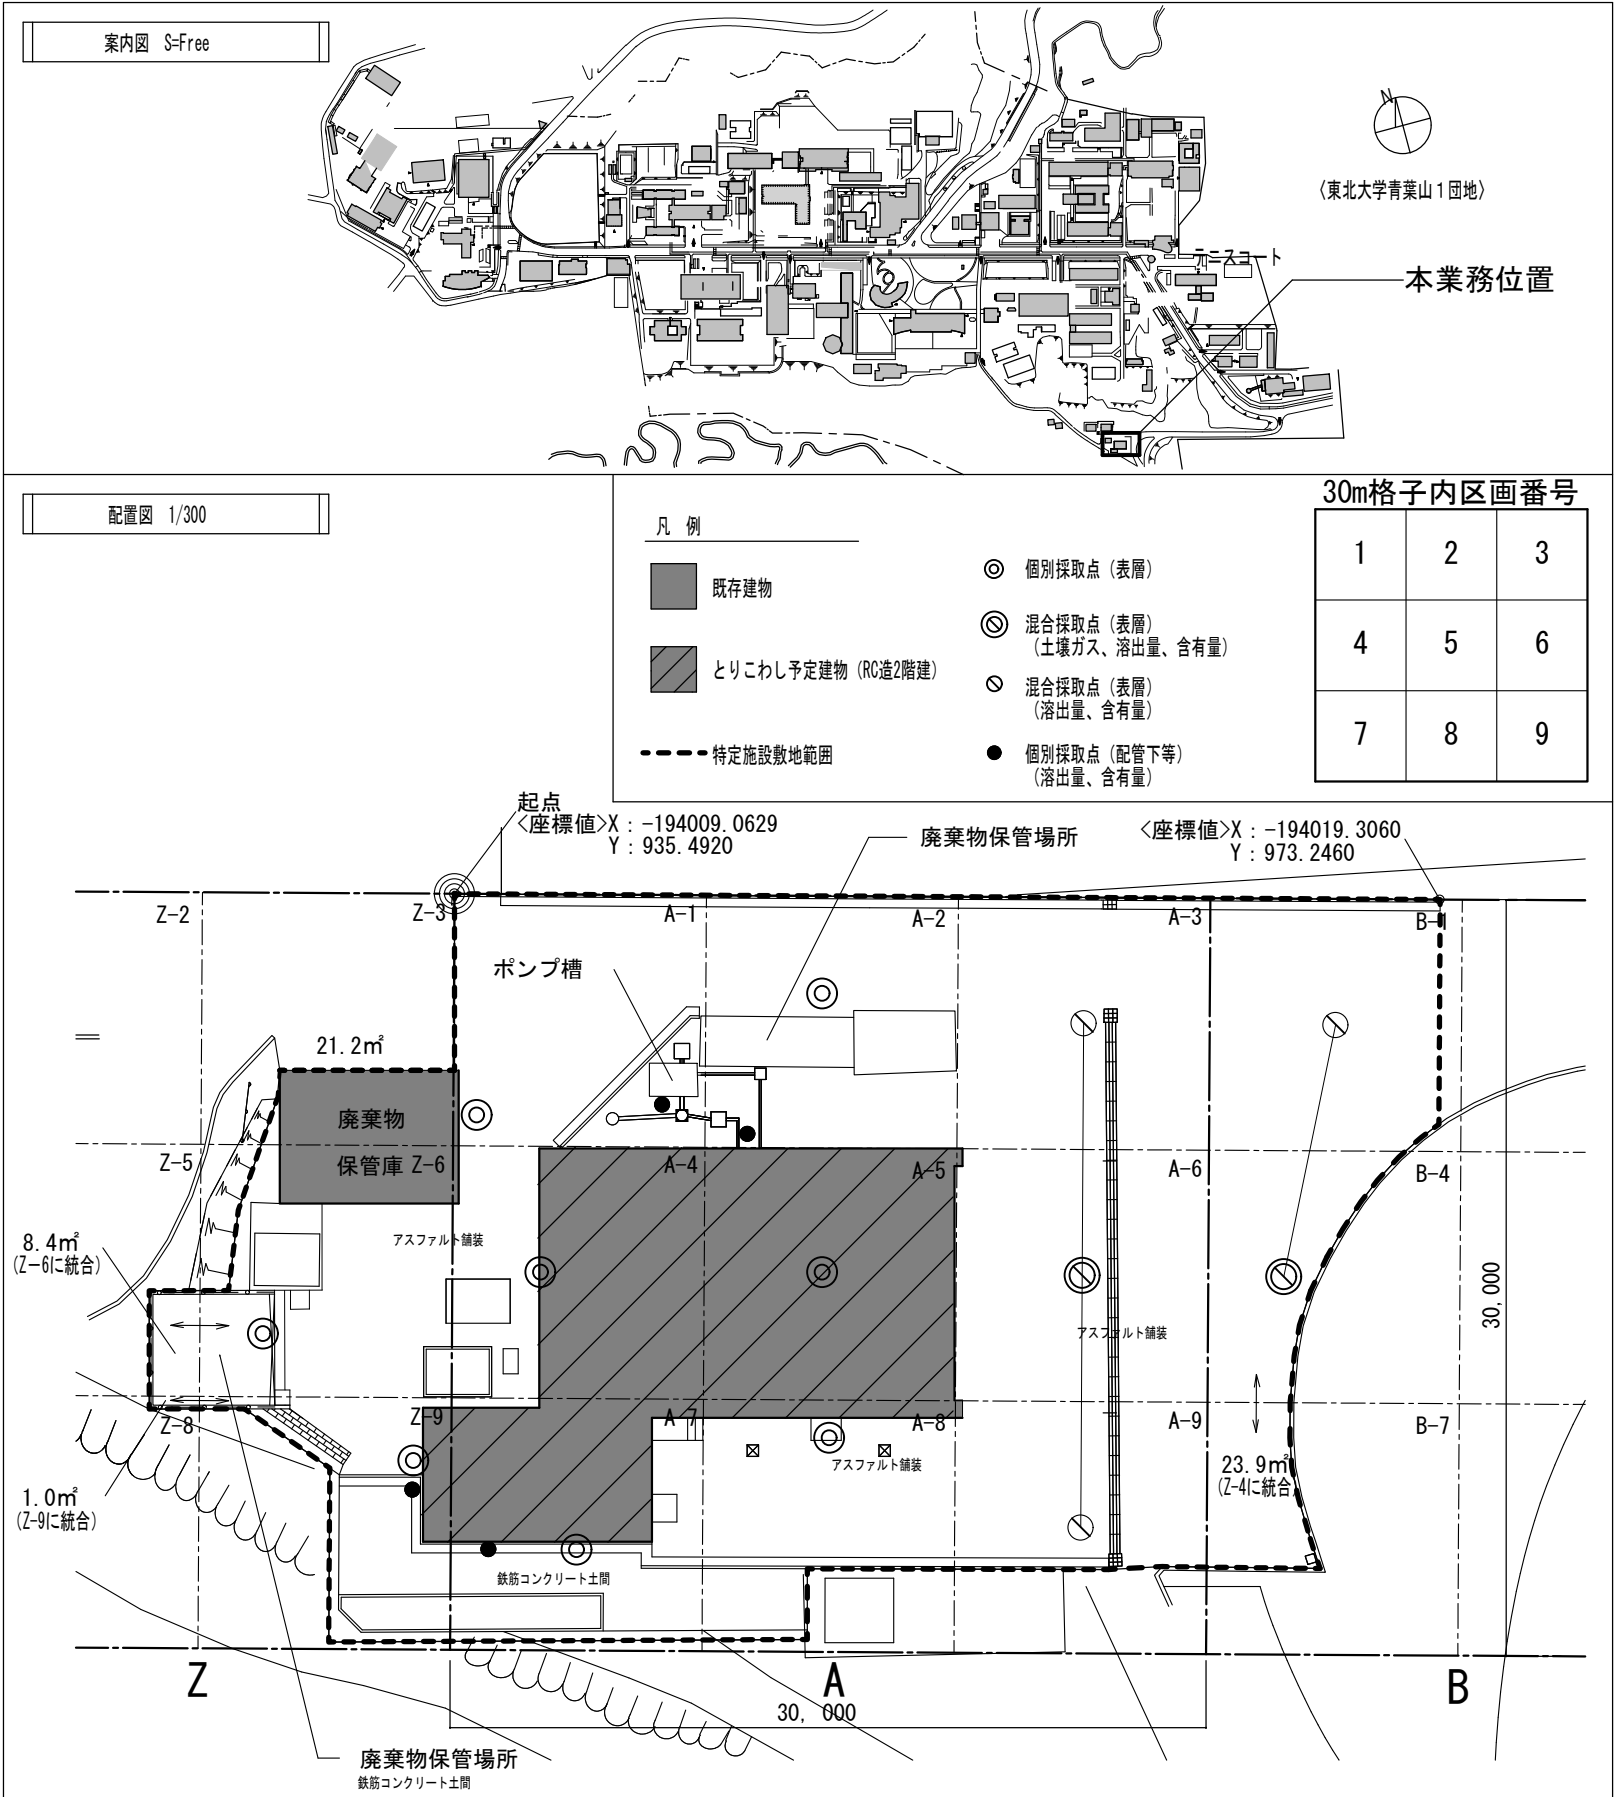 案内図 S=Free
N
〈東北大学青葉山1団地〉
テニスコート
本業務位置
配置図 1/300
凡 例
既存建物
とりこわし予定建物 (RC造2階建)
特定施設敷地範囲
個別採取点 (表層)
混合採取点 (表層)
(土壌ガス、溶出量、含有量)
混合採取点 (表層)
(溶出量、含有量)
個別採取点 (配管下等)
(溶出量、含有量)
30m格子内区画番号
1 2 3
4 5 6
7 8 9
起点
<座標値>X：-194009.0629
Y：935.4920
廃棄物保管場所
<座標値>X：-194019.3060
Y：973.2460
Z-2
Z-3
A-1
A-2
A-3
B-1
ポンプ槽
21.2㎡
廃棄物
保管庫
Z-5
Z-6
A-4
A-5
A-6
B-4
アスファルト舗装
8.4㎡
(Z-6に統合)
30,000
アスファルト舗装
Z-8
Z-9
A-7
A-8
A-9
B-7
アスファルト舗装
23.9㎡
(Z-4に統合)
1.0㎡
(Z-9に統合)
鉄筋コンクリート土間
Z
A
B
30,000
廃棄物保管場所
鉄筋コンクリート土間